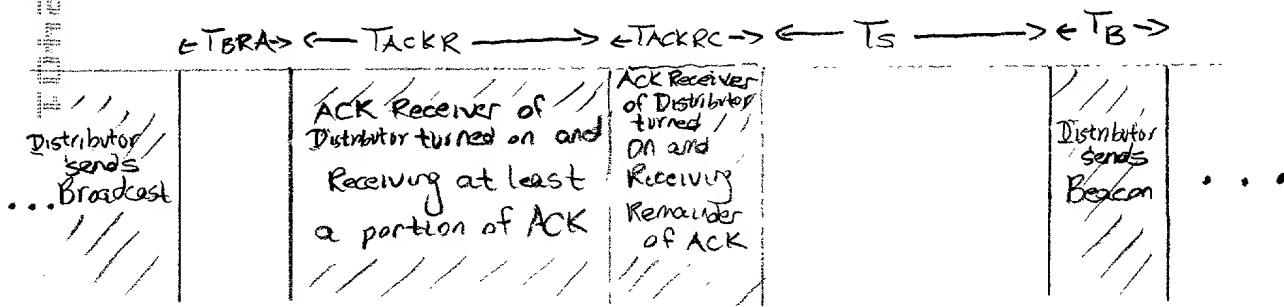 ←TBRA→ ←TACKR→ ←TACKRC→ ←TS→ ←TB→
Distributor
sends
...Broadcast
ACK Receiver of
Distributor turned on and
Receiving at least
a portion of ACK
ACK Receiver
of Distributor
turned
On and
Receiving
Remainder
of ACK
Distributor
sends
Beacon
...